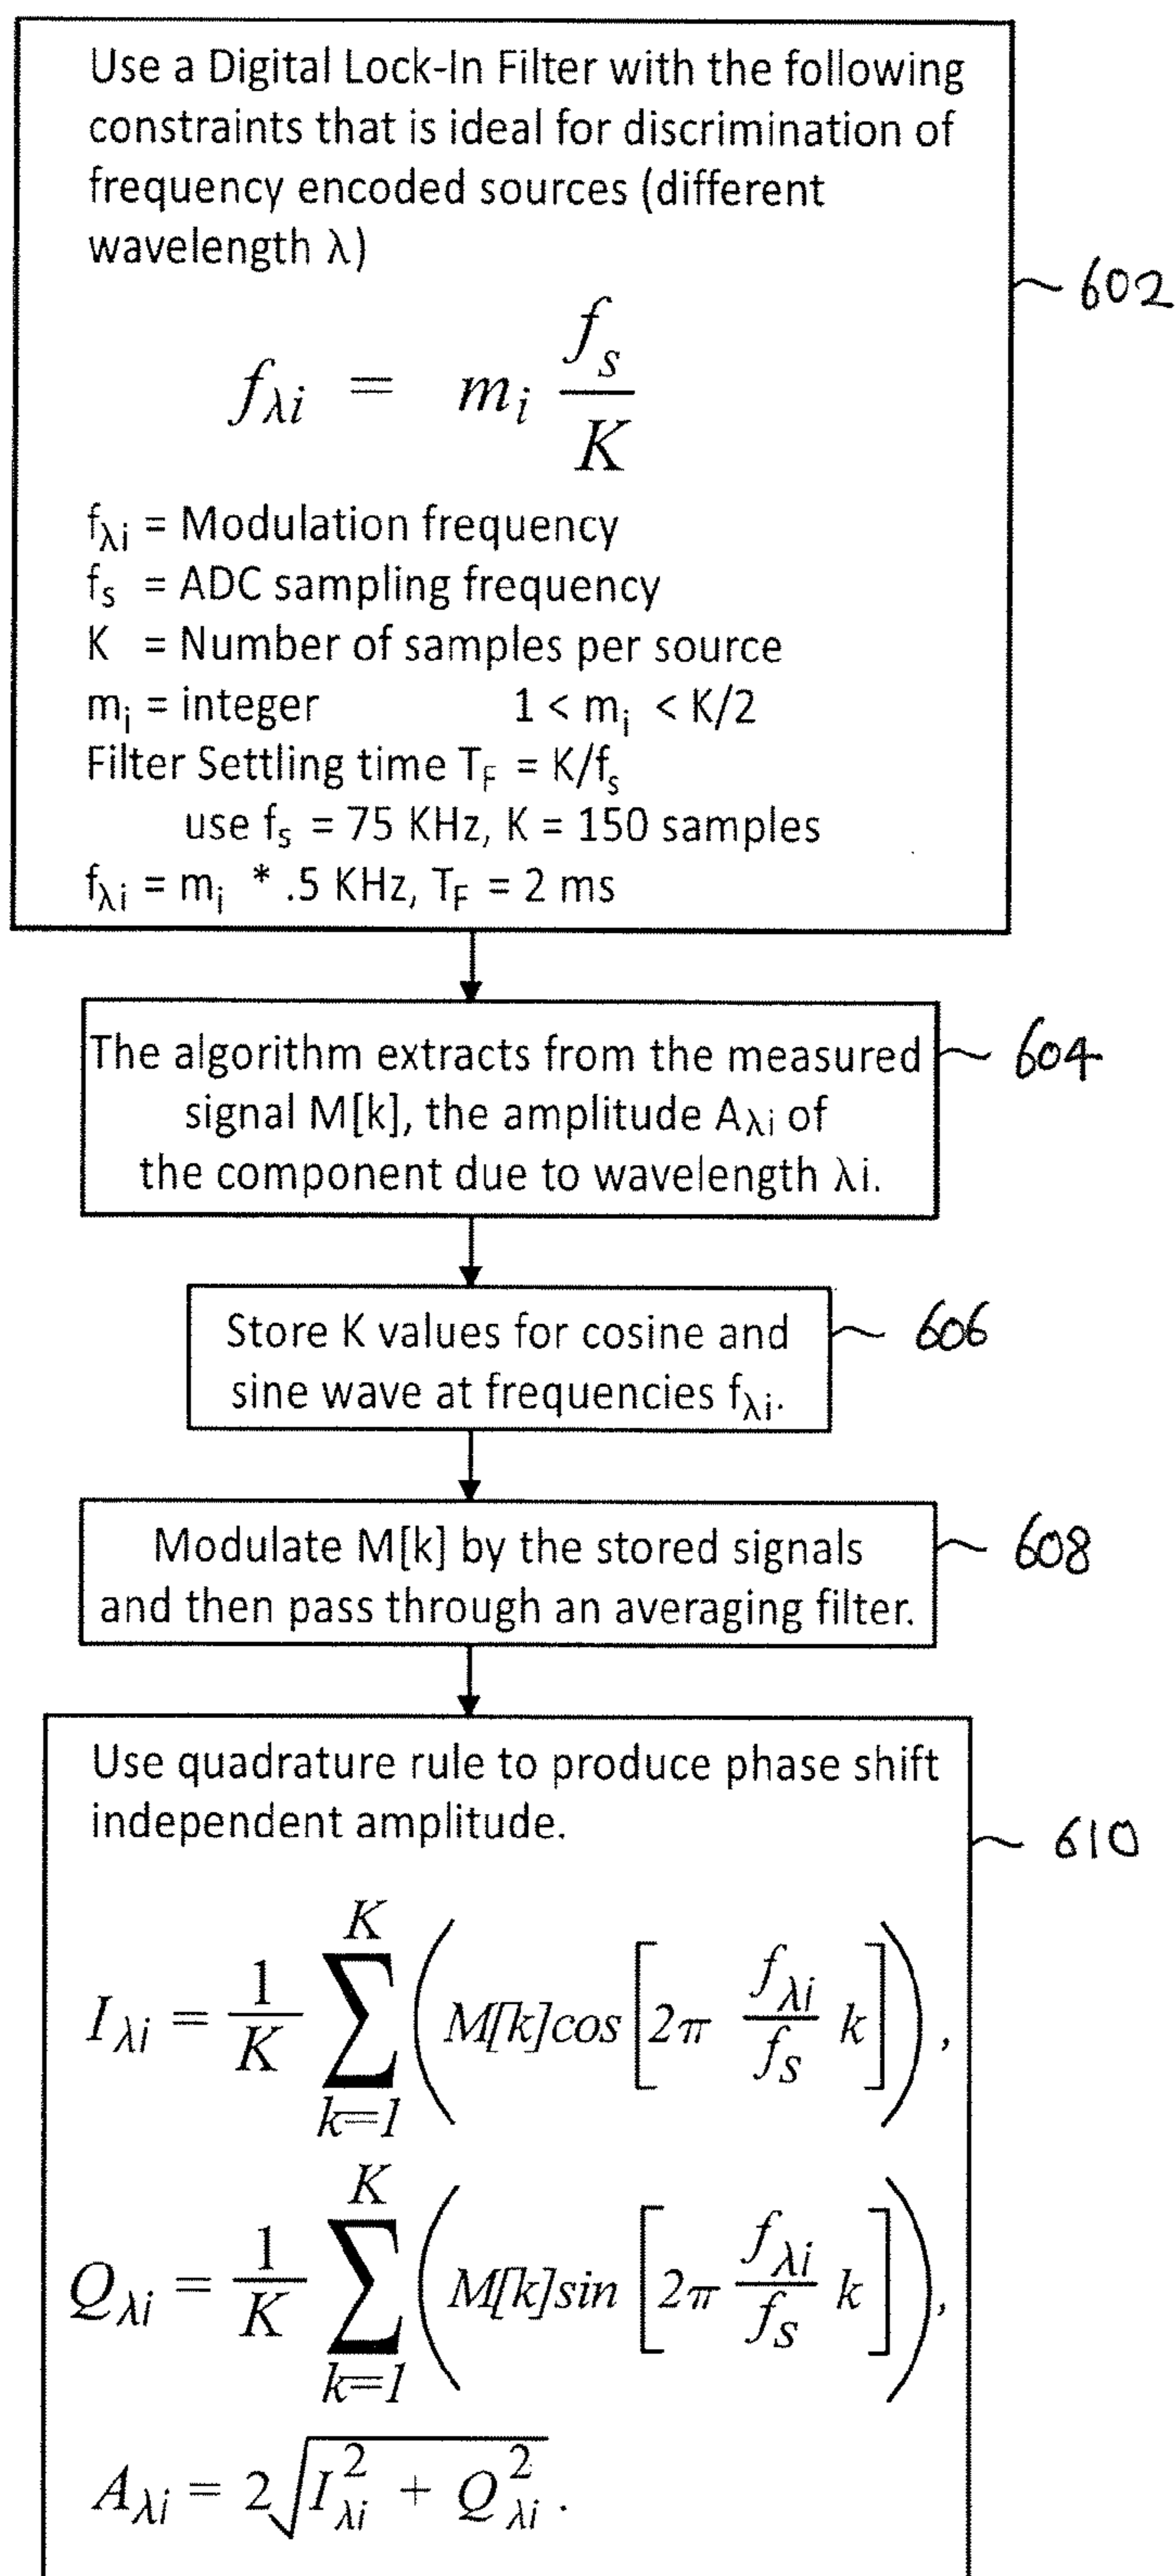 Use a Digital Lock-In Filter with the following
constraints that is ideal for discrimination of
frequency encoded sources (different
wavelength λ)
602
f_λi = m_i f_s/K
f_λi = Modulation frequency
f_s = ADC sampling frequency
K = Number of samples per source
m_i = integer 1 < m_i < K/2
Filter Settling time T_F = K/f_s
use f_s = 75 KHz, K = 150 samples
f_λi = m_i * .5 KHz, T_F = 2 ms
The algorithm extracts from the measured
604
signal M[k], the amplitude A_λi of
the component due to wavelength λi.
Store K values for cosine and
606
sine wave at frequencies f_λi.
Modulate M[k] by the stored signals
608
and then pass through an averaging filter.
Use quadrature rule to produce phase shift
independent amplitude.
610
I_λi = 1/K ∑_{k=1}^{K} (M[k]cos [2π f_λi/f_s k]),
Q_λi = 1/K ∑_{k=1}^{K} (M[k]sin [2π f_λi/f_s k]),
A_λi = 2√(I_λi^2 + Q_λi^2).